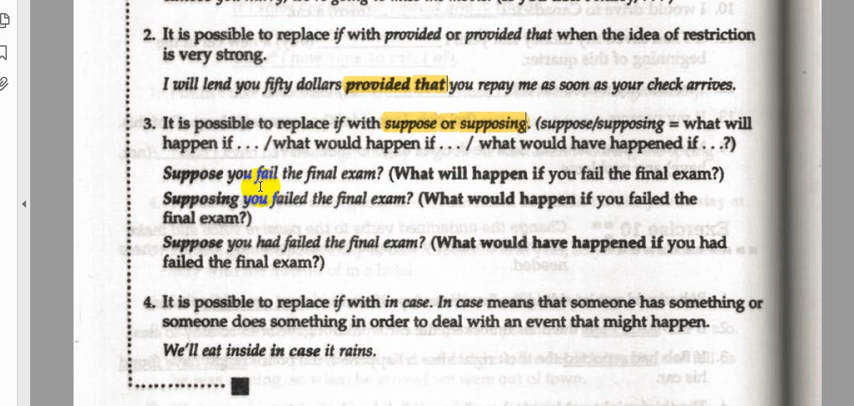 2. It is possible to replace if with provided or provided that when the idea of restriction
is very strong.
I will lend you fifty dollars provided that you repay me as soon as your check arrives.
3. It is possible to replace if with suppose or supposing. (suppose/supposing = what will
happen if . . . /what would happen if . . . / what would have happened if . . .?)
Suppose you fail the final exam? (What will happen if you fail the final exam?)
Supposing you failed the final exam? (What would happen if you failed the
final exam?)
Suppose you had failed the final exam? (What would have happened if you had
failed the final exam?)
4. It is possible to replace if with in case. In case means that someone has something or
someone does something in order to deal with an event that might happen.
We'll eat inside in case it rains.